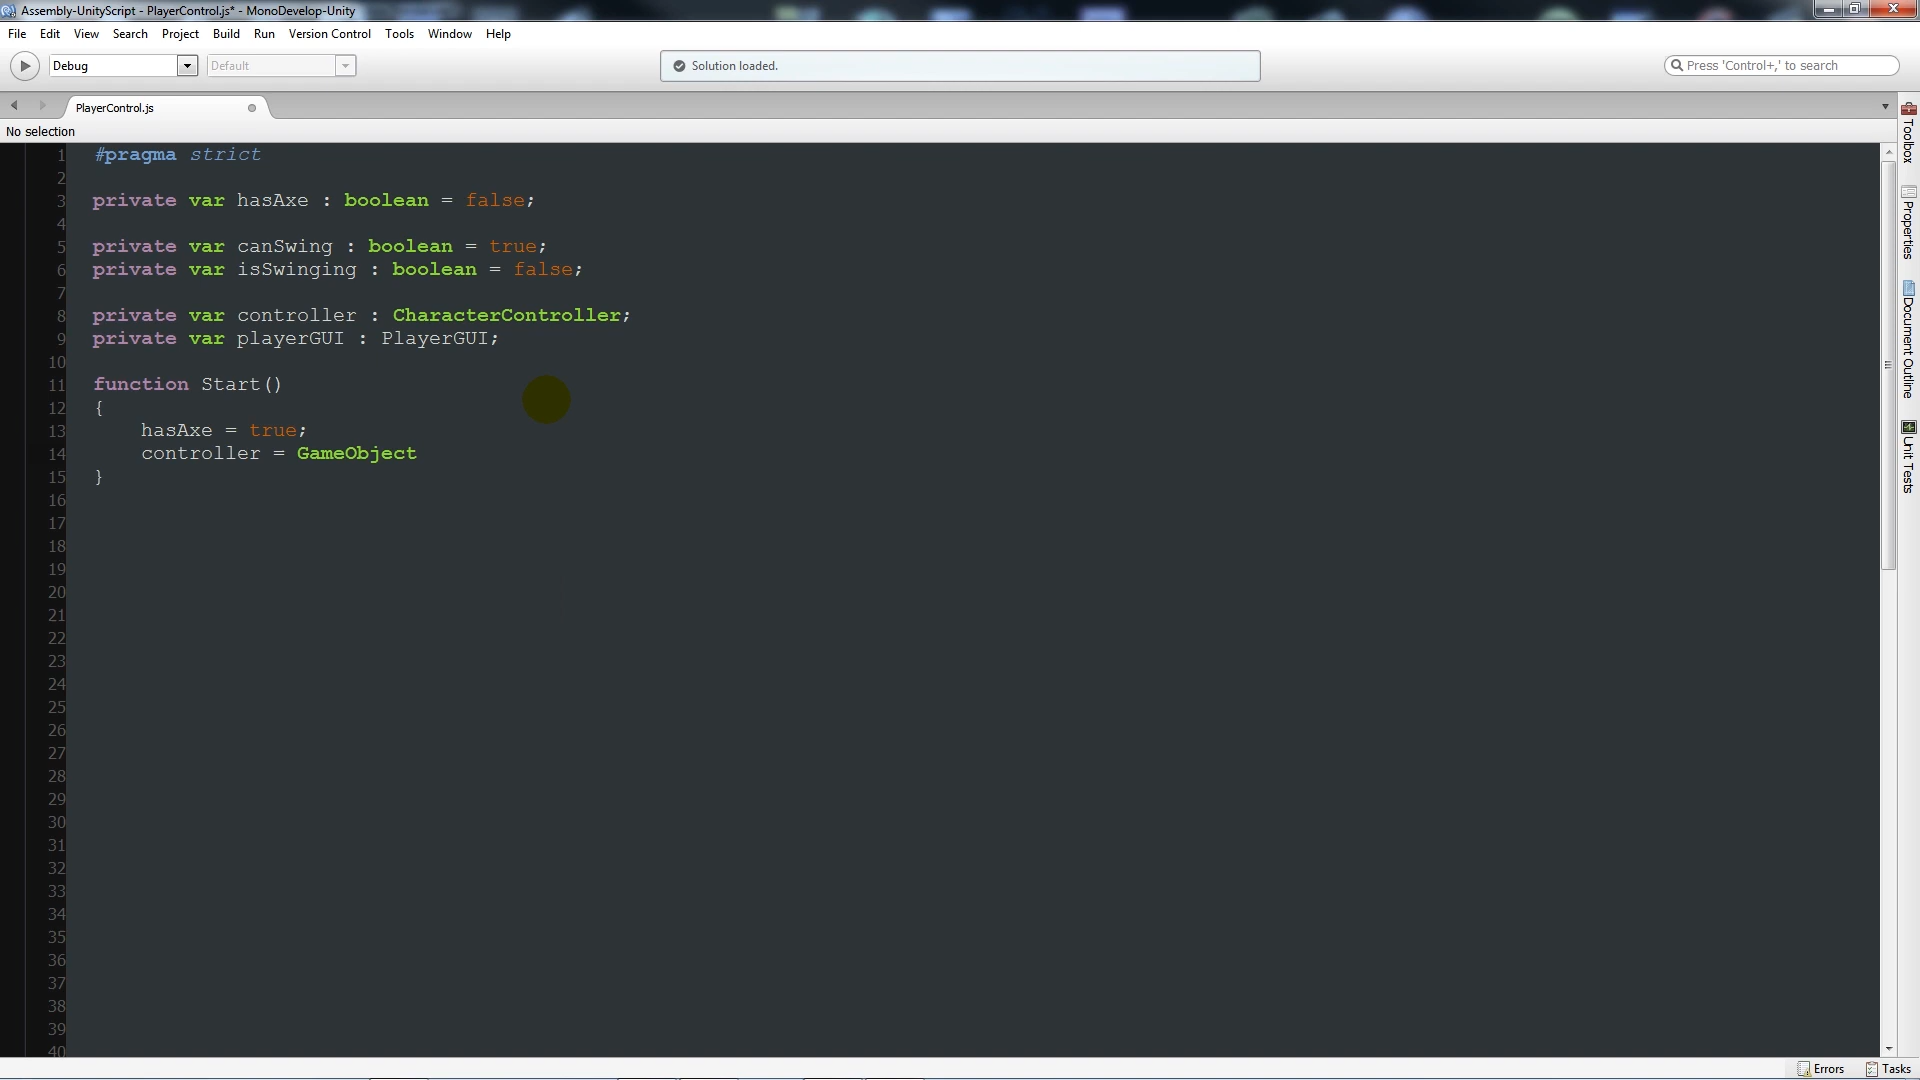 Assembly-UnityScript - PlayerControl.js* - MonoDevelop-Unity
File Edit View Search Project Build Run Version Control Tools Window Help
Debug Default Solution loaded. Press 'Control+,' to search
PlayerControl.js
No selection
1 #pragma strict
2
3 private var hasAxe : boolean = false;
4
5 private var canSwing : boolean = true;
6 private var isSwinging : boolean = false;
7
8 private var controller : CharacterController;
9 private var playerGUI : PlayerGUI;
10
11 function Start()
12 {
13 hasAxe = true;
14 controller = GameObject
15 }
16
17
18
19
20
21
22
23
24
25
26
27
28
29
30
31
32
33
34
35
36
37
38
39
40
Toolbox
Properties
Document Outline
Unit Tests
Errors Tasks